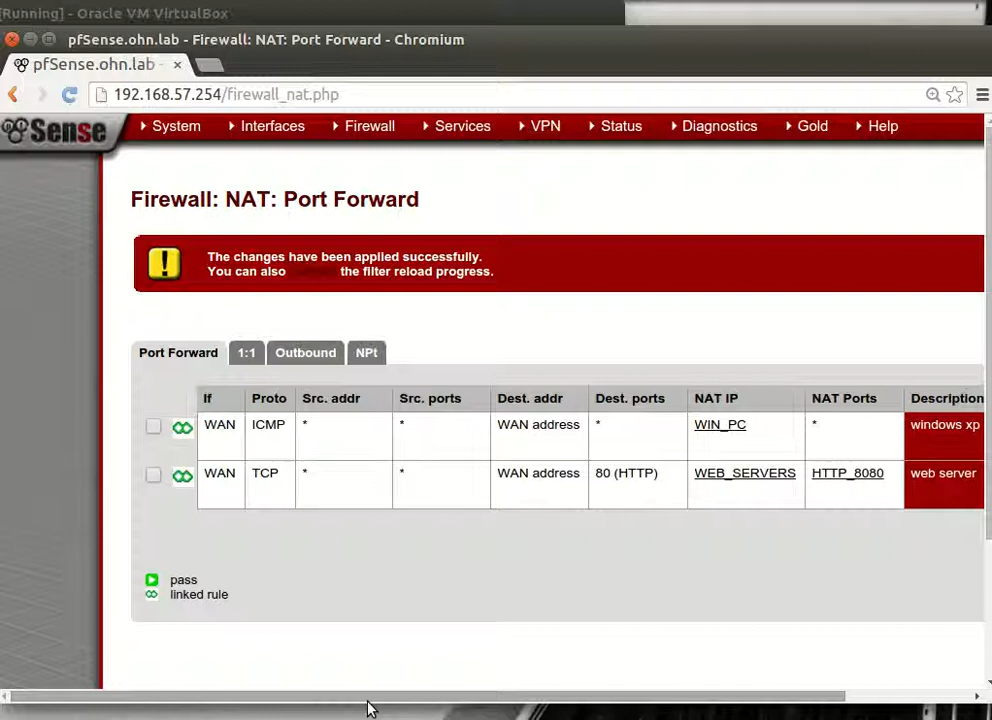 [Running] - Oracle VM VirtualBox
pfSense.ohn.lab - Firewall: NAT: Port Forward - Chromium
pfSense.ohn.lab -
192.168.57.254/firewall_nat.php
Sense System Interfaces Firewall Services VPN Status Diagnostics Gold Help
Firewall: NAT: Port Forward
The changes have been applied successfully.
You can also the filter reload progress.
Port Forward 1:1 Outbound NPt
If Proto Src. addr Src. ports Dest. addr Dest. ports NAT IP NAT Ports Description
WAN ICMP * * WAN address * WIN_PC * windows xp
WAN TCP * * WAN address 80 (HTTP) WEB_SERVERS HTTP_8080 web server
pass
linked rule